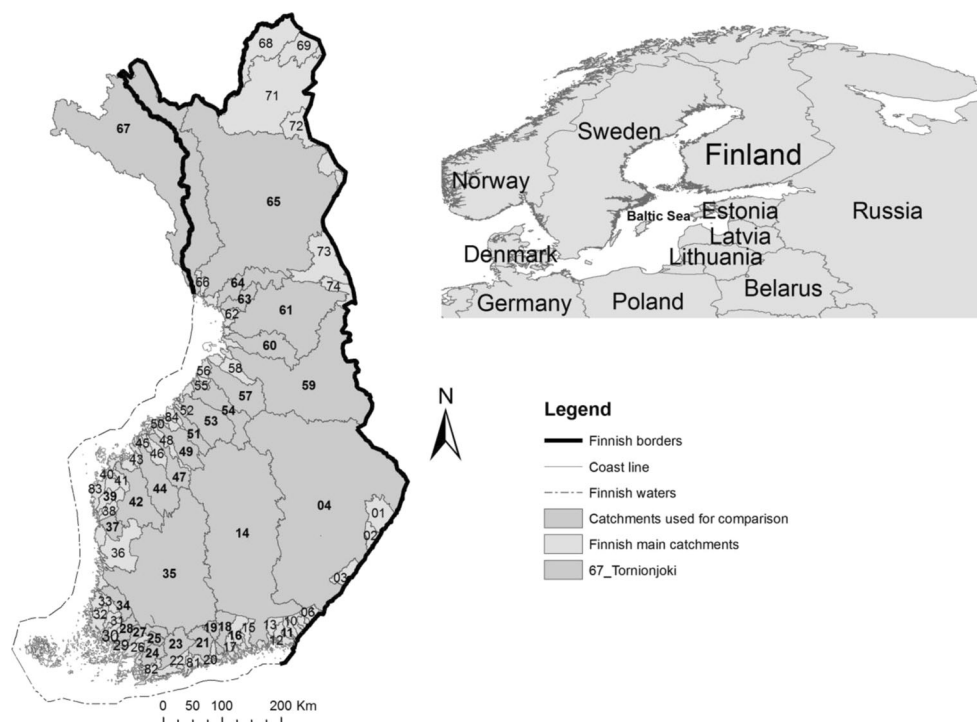 68 69
71
67
72
65
73
66 64
63
62
74
61
60
58
56
55
59
57
54
52
84
53
50
51
45 48
49
46
43
47
40
41
83 39
44
42
38
37
36
04
01
02
14
35
03
06
33 34
32
31
28 27
30
29 26 25
24
23
82
22 81
21
20
19 18
16
17
15
13 10
11
12
0 50 100 200 Km
N
Sweden
Finland
Norway
Baltic Sea
Estonia
Russia
Latvia
Denmark
Lithuania
Belarus
Germany
Poland
Legend
Finnish borders
Coast line
Finnish waters
Catchments used for comparison
Finnish main catchments
67_Tornionjoki